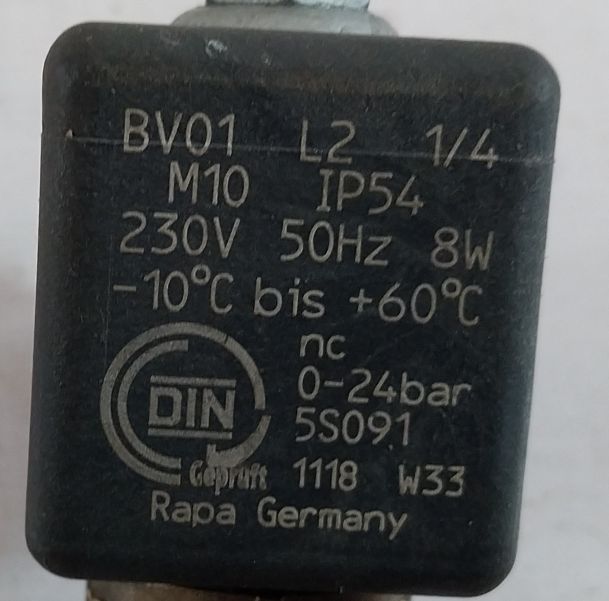 BV01 L2 1/4
M10 IP54
230V 50Hz 8W
-10°C bis +60°C
nc
0-24bar
DIN
5S091
Geprüft 1118 W33
Rapa Germany